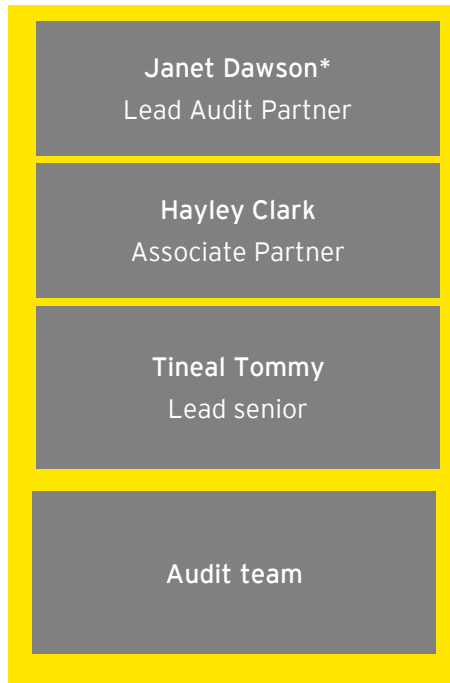 Janet Dawson*
Lead Audit Partner
Hayley Clark
Associate Partner
Tineal Tommy
Lead senior
Audit team